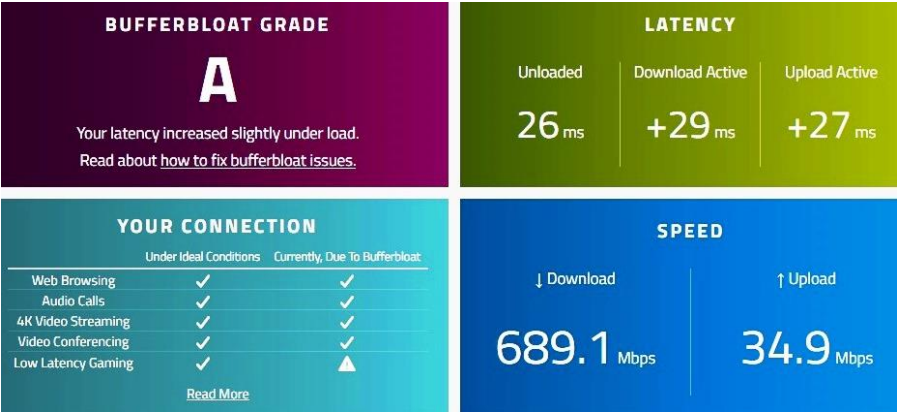 BUFFERBLOAT GRADE
A
Your latency increased slightly under load.
Read about how to fix bufferbloat issues.
LATENCY
Unloaded Download Active Upload Active
26 ms +29 ms +27 ms
YOUR CONNECTION
Under Ideal Conditions Currently, Due To Bufferbloat
Web Browsing ✓ ✓
Audio Calls ✓ ✓
4K Video Streaming ✓ ✓
Video Conferencing ✓ ✓
Low Latency Gaming ✓ ⚠
Read More
SPEED
↓ Download ↑ Upload
689.1 Mbps 34.9 Mbps